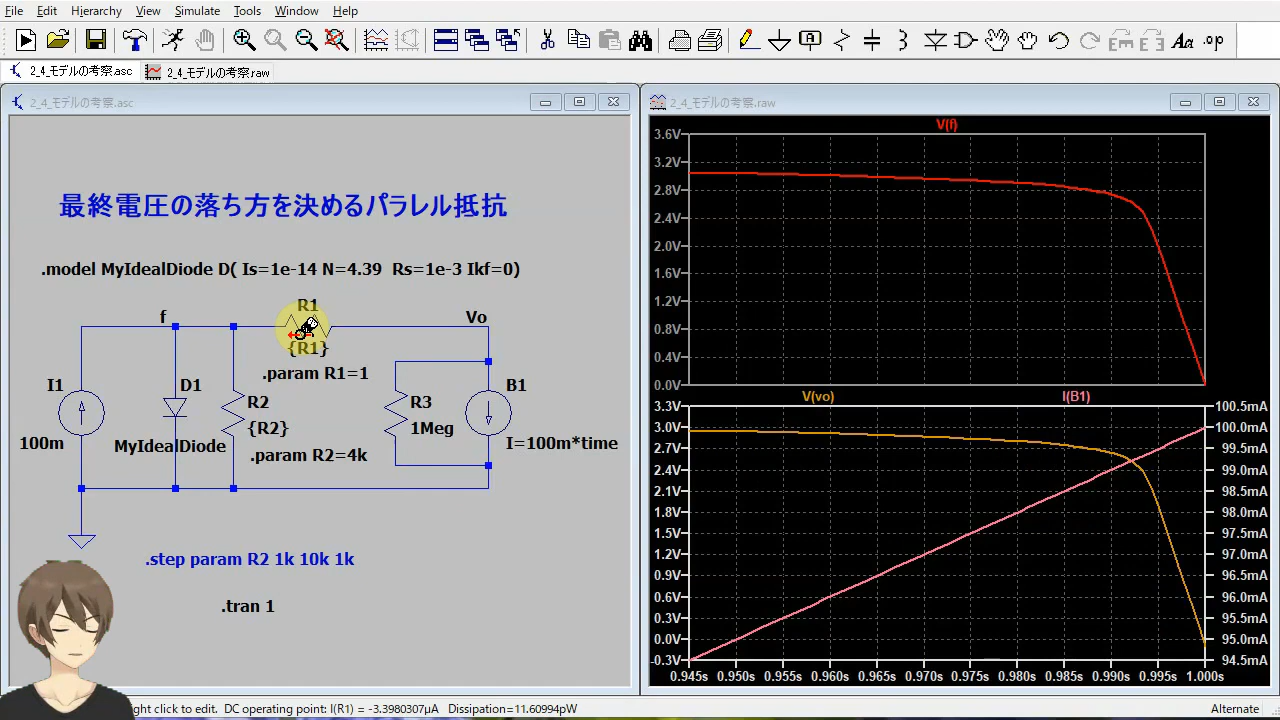 File Edit Hierarchy View Simulate Tools Window Help
2_4_モデルの考察.asc 2_4_モデルの考察.raw
2_4_モデルの考察.asc
最終電圧の落ち方を決めるパラレル抵抗
.model MyIdealDiode D( Is=1e-14 N=4.39 Rs=1e-3 Ikf=0)
R1
f Vo
{R1}
.param R1=1
I1 D1 B1
R2 R3
{R2} 1Meg
100m MyIdealDiode I=100m*time
.param R2=4k
.step param R2 1k 10k 1k
.tran 1
2_4_モデルの考察.raw
V(f)
3.6V
3.2V
2.8V
2.4V
2.0V
1.6V
1.2V
0.8V
0.4V
0.0V
V(vo) I(B1)
3.3V 100.5mA
3.0V 100.0mA
2.7V 99.5mA
2.4V 99.0mA
2.1V 98.5mA
1.8V 98.0mA
1.5V 97.5mA
1.2V 97.0mA
0.9V 96.5mA
0.6V 96.0mA
0.3V 95.5mA
0.0V 95.0mA
-0.3V 94.5mA
0.945s 0.950s 0.955s 0.960s 0.965s 0.970s 0.975s 0.980s 0.985s 0.990s 0.995s 1.000s
ght click to edit. DC operating point: I(R1) = -3.3980307µA Dissipation=11.60994pW Alternate